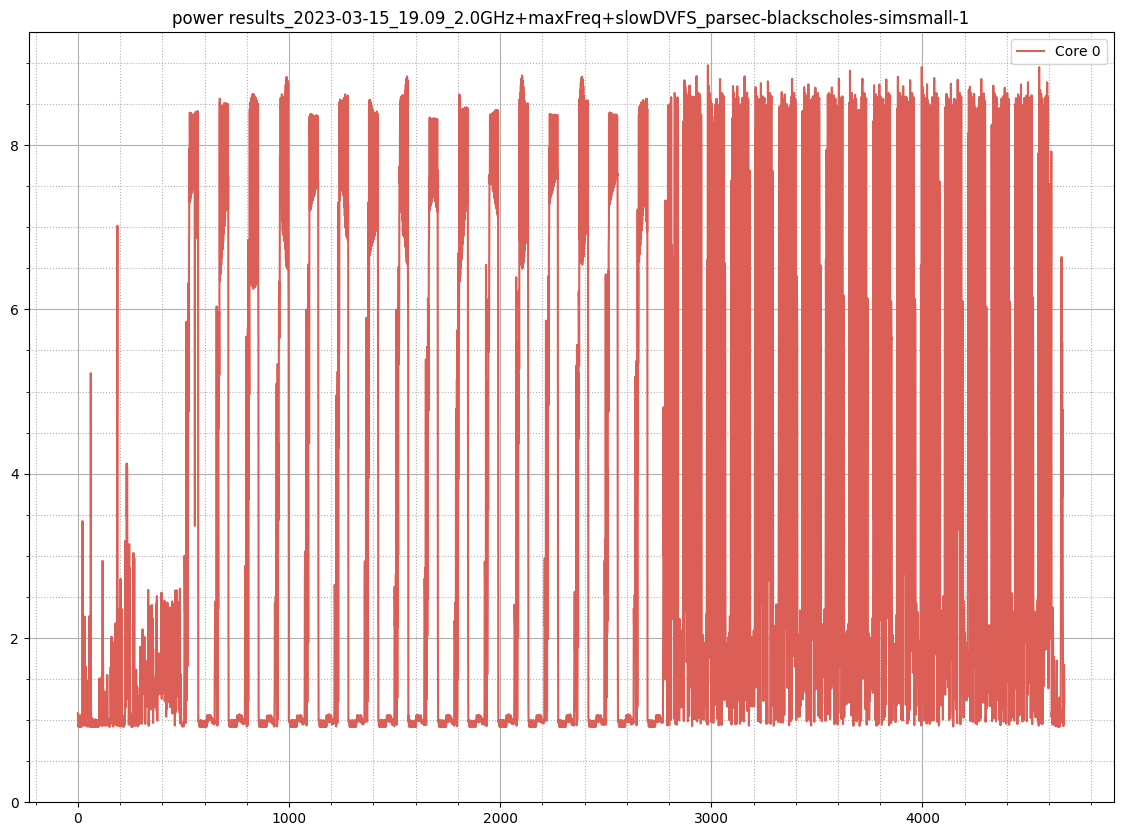 power results_2023-03-15_19.09_2.0GHz+maxFreq+slowDVFS_parsec-blackscholes-simsmall-1
Core 0
8
6
4
2
0
0 1000 2000 3000 4000